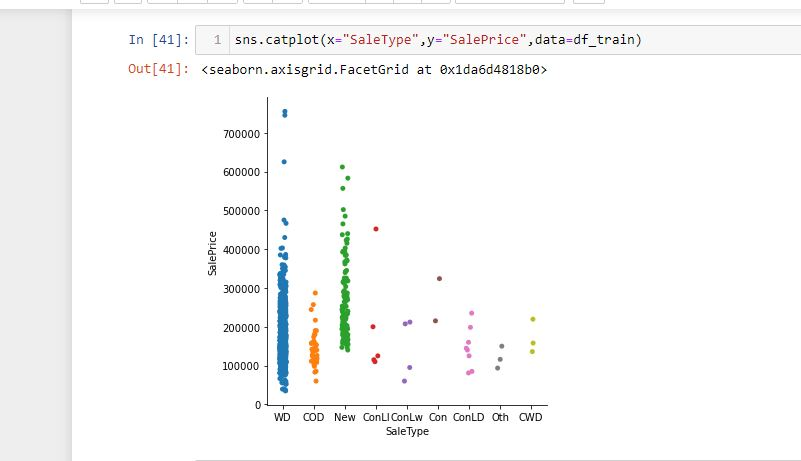 In [41]: 1 sns.catplot(x="SaleType",y="SalePrice",data=df_train)
Out[41]: <seaborn.axisgrid.FacetGrid at 0x1da6d4818b0>
700000
600000
500000
400000
300000
200000
100000
0
SalePrice
WD COD New ConLI ConLw Con ConLD Oth CWD
SaleType